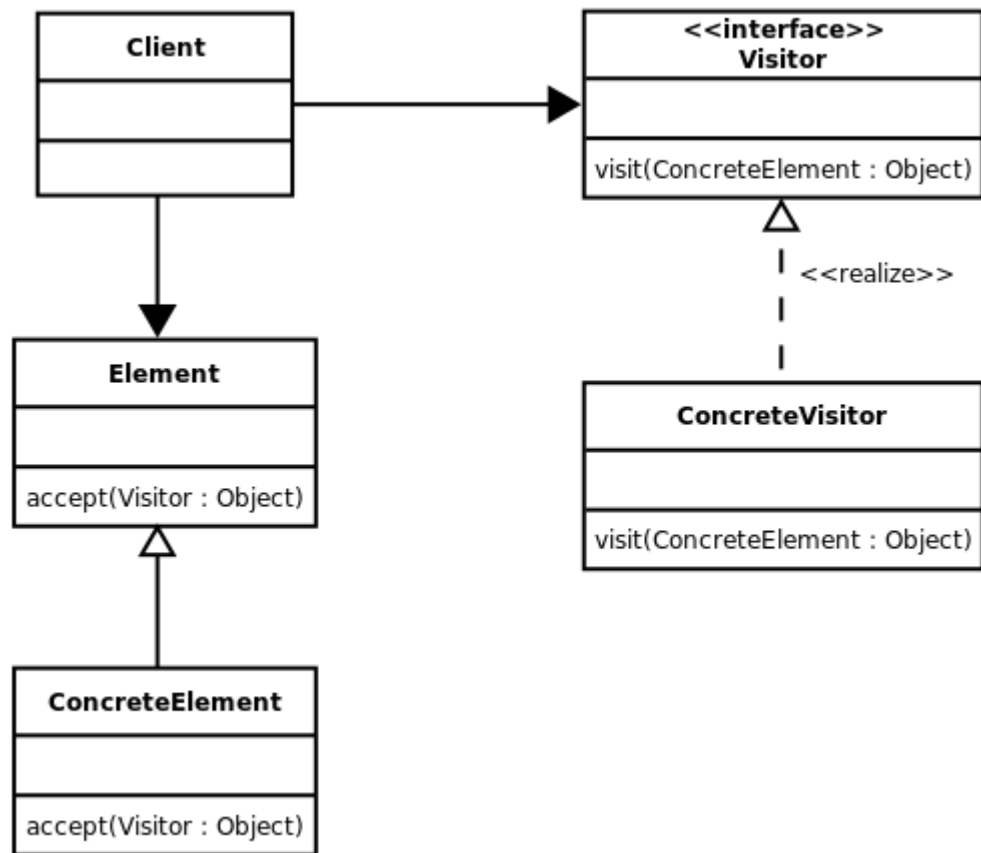 Client
<<interface>>
Visitor
visit(ConcreteElement : Object)
<<realize>>
Element
accept(Visitor : Object)
ConcreteVisitor
visit(ConcreteElement : Object)
ConcreteElement
accept(Visitor : Object)